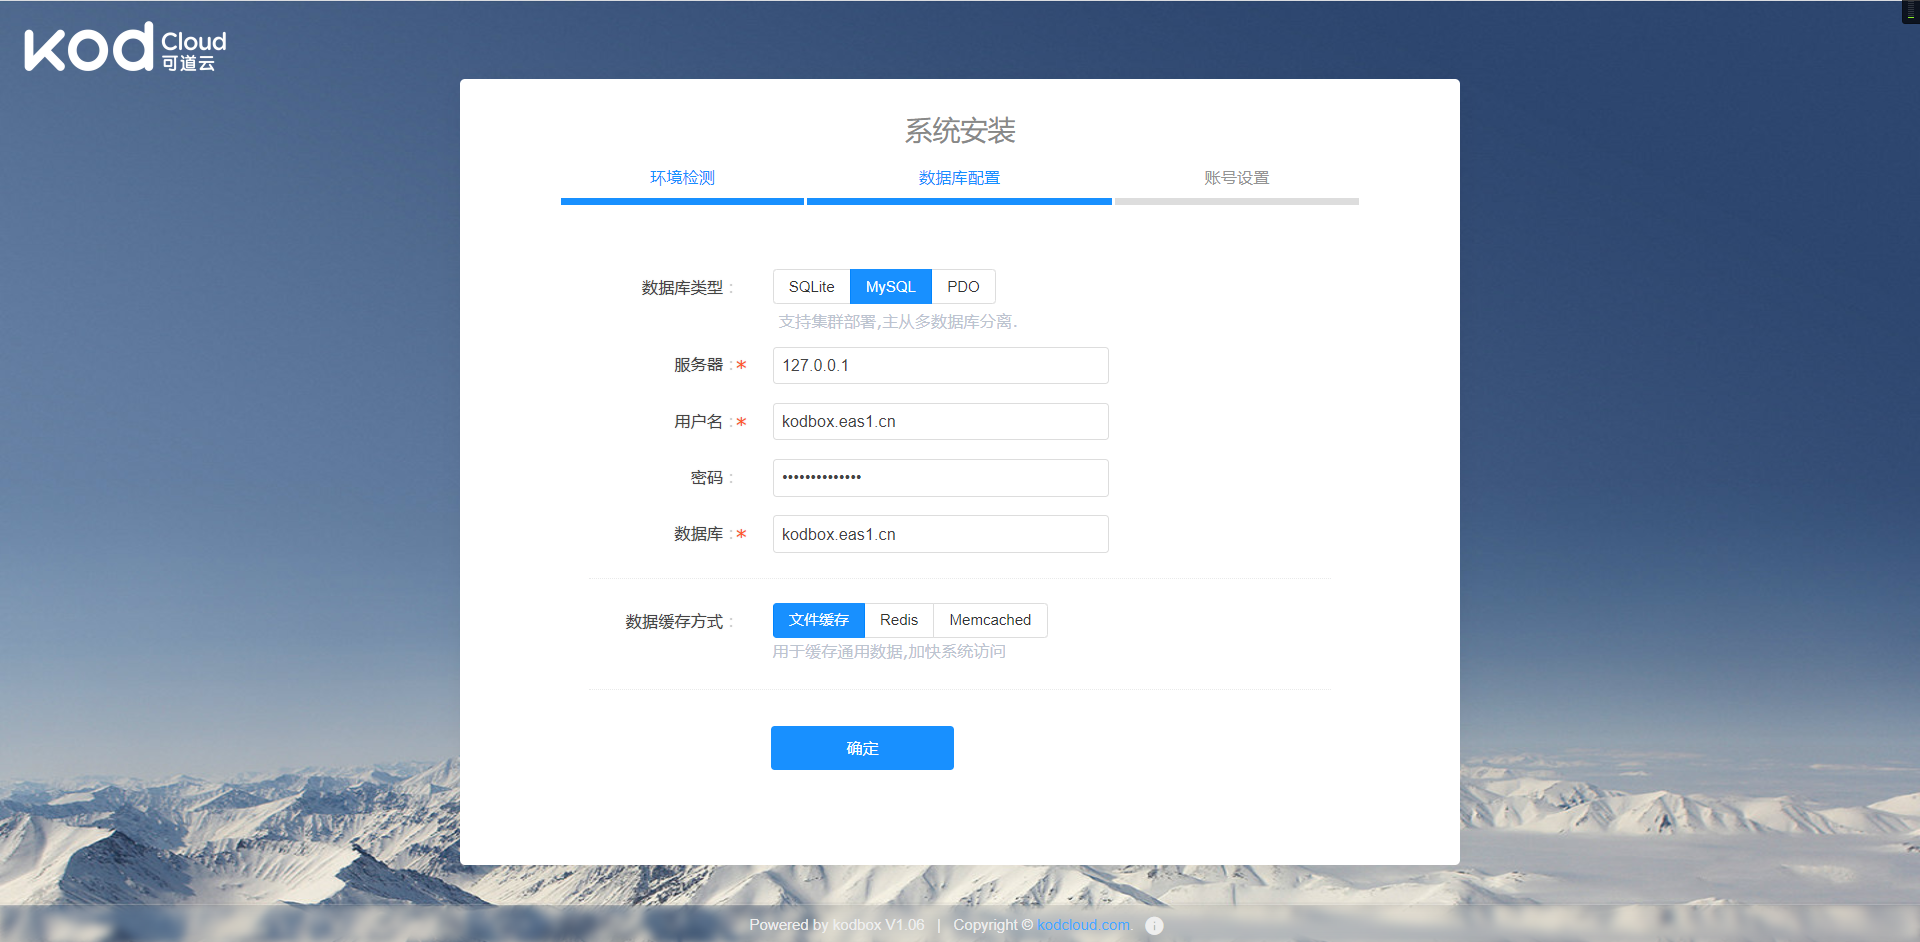 kod Cloud
可道云
系统安装
环境检测 数据库配置 账号设置
数据库类型 : SQLite MySQL PDO
支持集群部署,主从多数据库分离.
服务器 :* 127.0.0.1
用户名 :* kodbox.eas1.cn
密码 : ••••••••••••••
数据库 :* kodbox.eas1.cn
数据缓存方式 : 文件缓存 Redis Memcached
用于缓存通用数据,加快系统访问
确定
Powered by kodbox V1.06 | Copyright © kodcloud.com. i